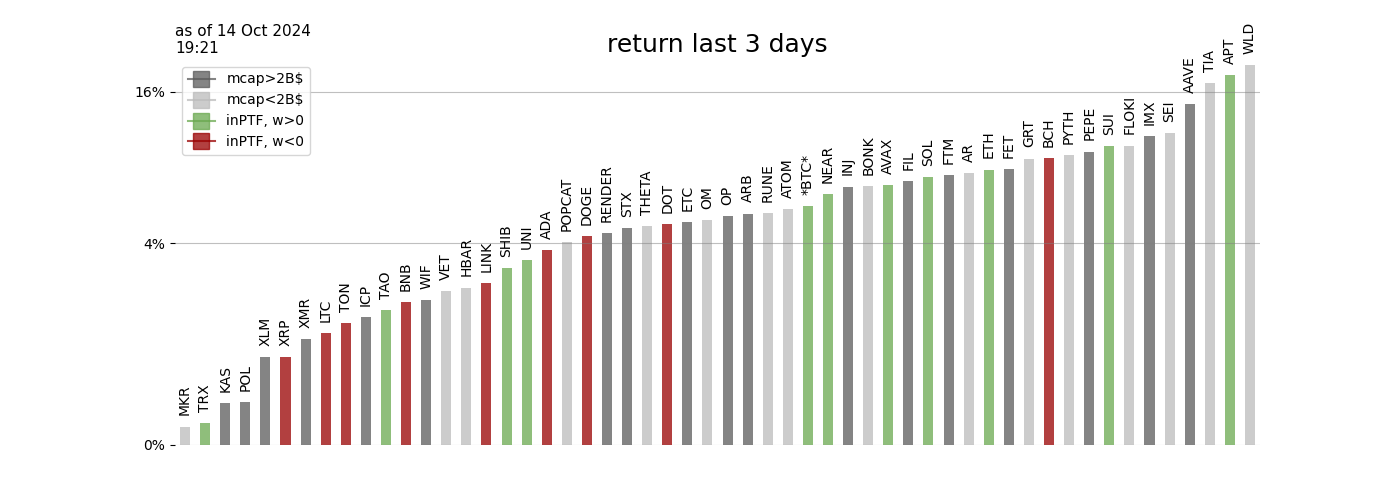 as of 14 Oct 2024
19:21
return last 3 days
mcap>2B$
mcap<2B$
inPTF, w>0
inPTF, w<0
16%
4%
0%
MKR
TRX
KAS
POL
XLM
XRP
XMR
LTC
TON
ICP
TAO
BNB
WIF
VET
HBAR
LINK
SHIB
UNI
ADA
POPCAT
DOGE
RENDER
STX
THETA
DOT
ETC
OM
OP
ARB
RUNE
ATOM
*BTC*
NEAR
INJ
BONK
AVAX
FIL
SOL
FTM
AR
ETH
FET
GRT
BCH
PYTH
PEPE
SUI
FLOKI
IMX
SEI
AAVE
TIA
APT
WLD